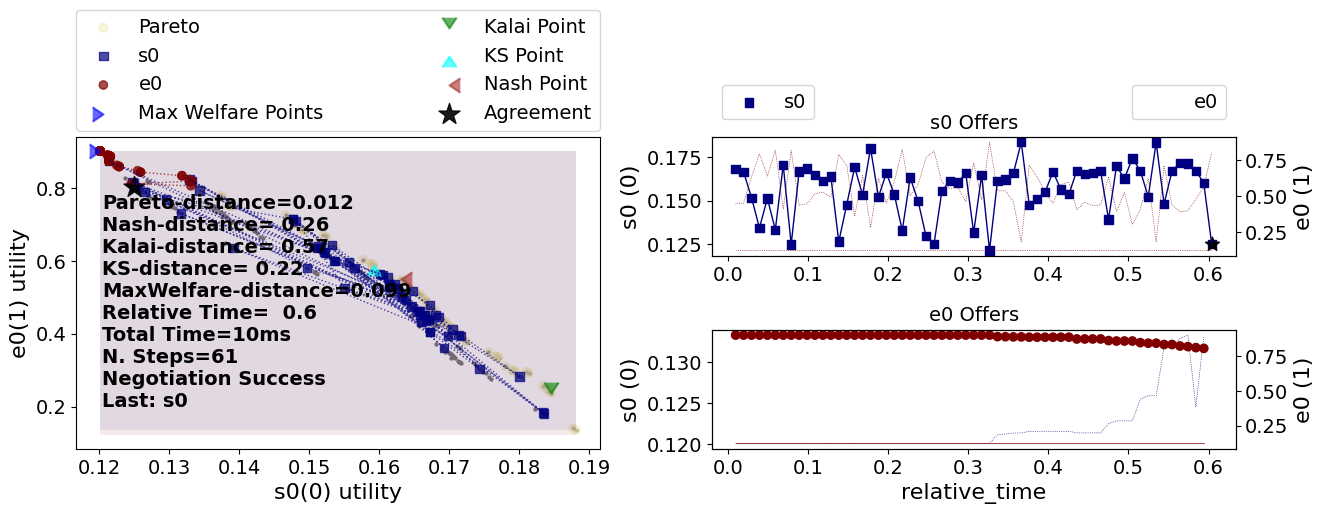 Pareto
s0
e0
Max Welfare Points
Kalai Point
KS Point
Nash Point
Agreement
e0(1) utility
0.8
0.6
0.4
0.2
Pareto-distance=0.012
Nash-distance= 0.26
Kalai-distance= 0.57
KS-distance= 0.22
MaxWelfare-distance=0.099
Relative Time=  0.6
Total Time=10ms
N. Steps=61
Negotiation Success
Last: s0
0.12 0.13 0.14 0.15 0.16 0.17 0.18 0.19
s0(0) utility
s0
e0
s0 Offers
s0 (0)
0.175
0.150
0.125
e0 (1)
0.75
0.50
0.25
0.0 0.1 0.2 0.3 0.4 0.5 0.6
e0 Offers
s0 (0)
0.130
0.125
0.120
e0 (1)
0.75
0.50
0.25
0.0 0.1 0.2 0.3 0.4 0.5 0.6
relative_time